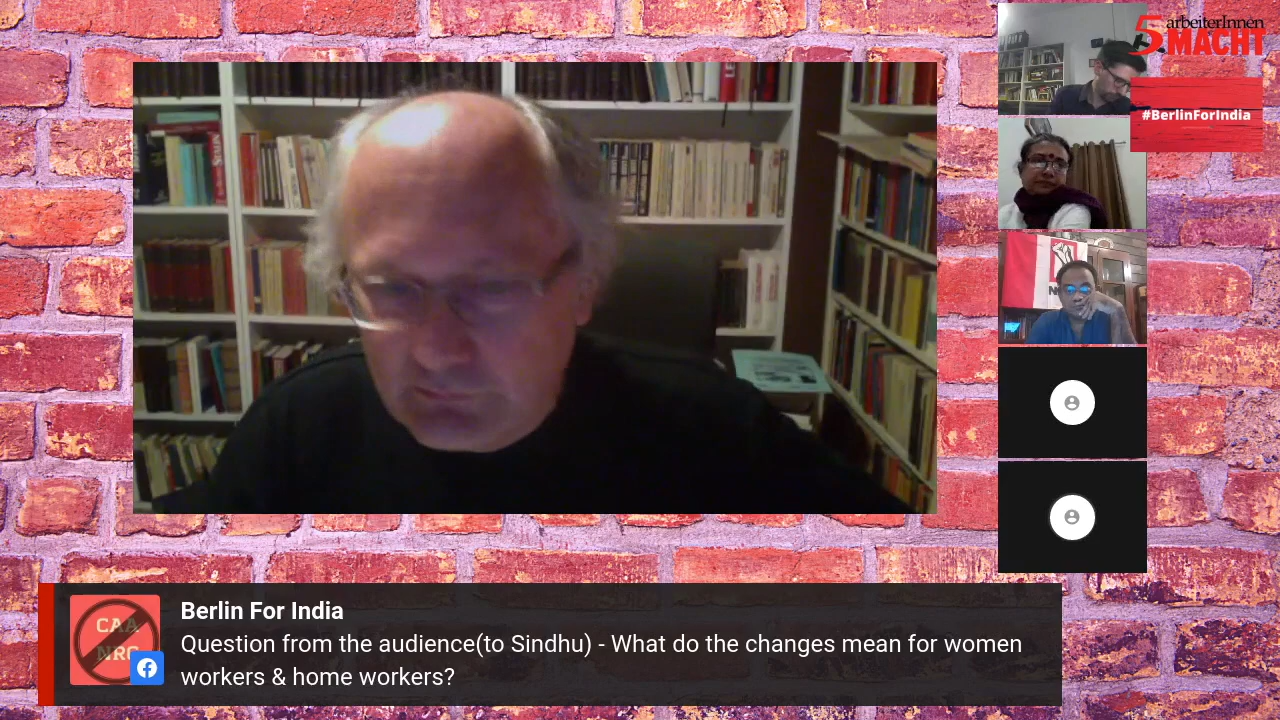 5
arbeiterInnen
MACHT
#BerlinForIndia
STALIN
CAA
NRC
Berlin For India
Question from the audience(to Sindhu) - What do the changes mean for women
workers & home workers?